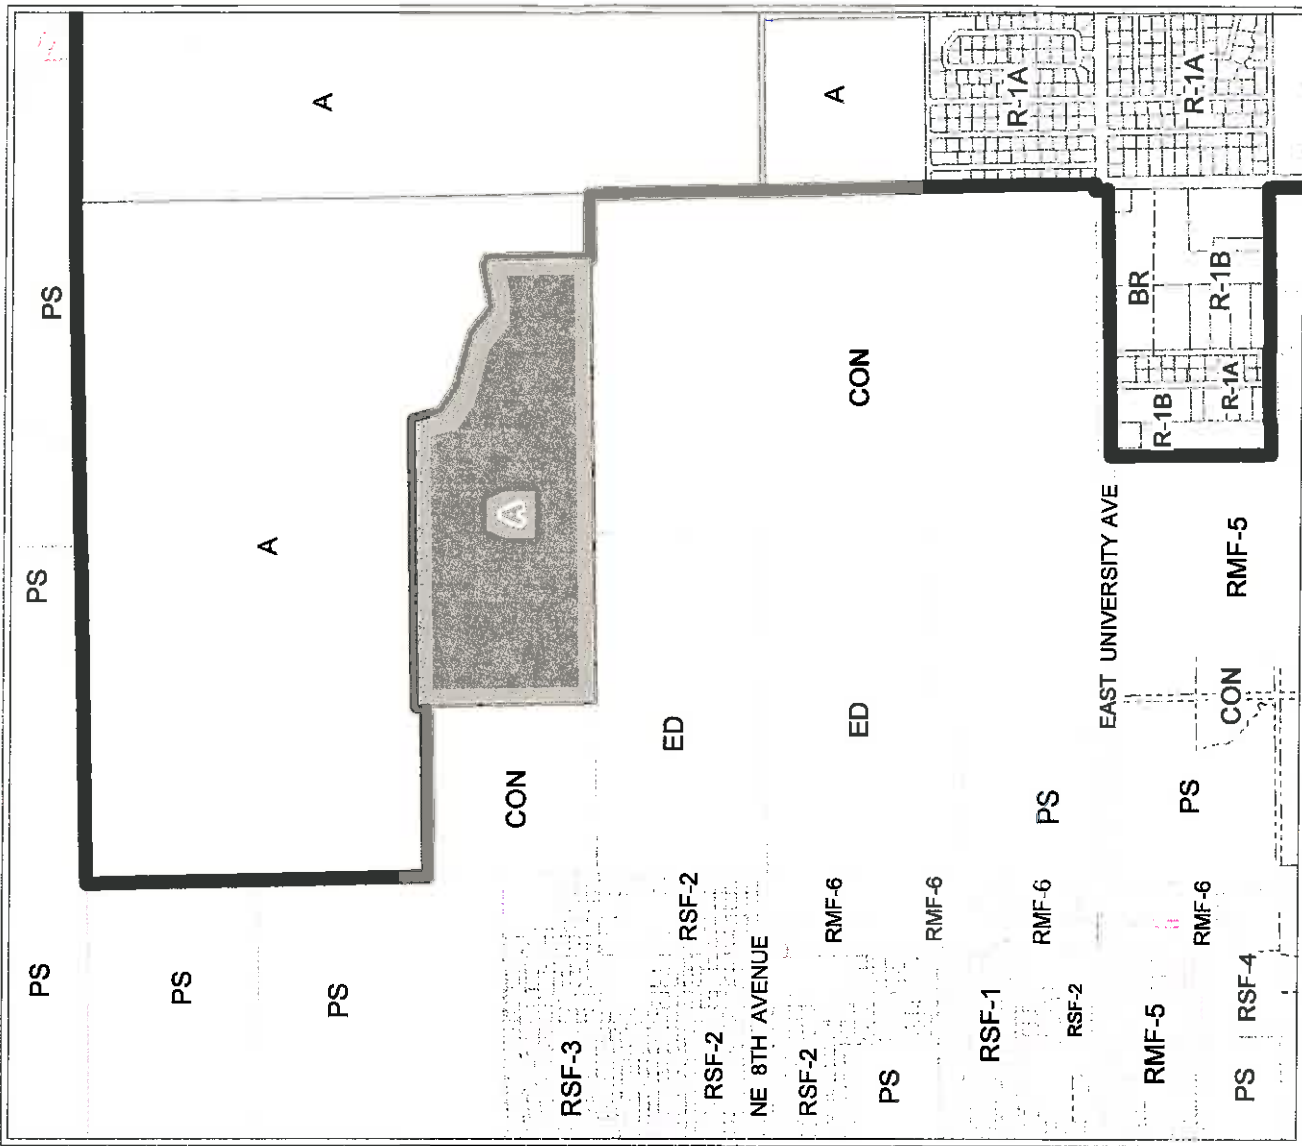 PS
PS
PS
PS
PS
A
A
A
A
CON
CON
ED
ED
R-1A
R-1A
BR
R-1B
R-1B
R-1A
EAST UNIVERSITY AVE
RMF-5
CON
PS
PS
RSF-3
RSF-2
RSF-2
NE 8TH AVENUE
RSF-2
PS
RMF-6
RMF-6
RMF-6
RMF-6
RSF-1
RSF-2
RMF-5
RSF-4
PS